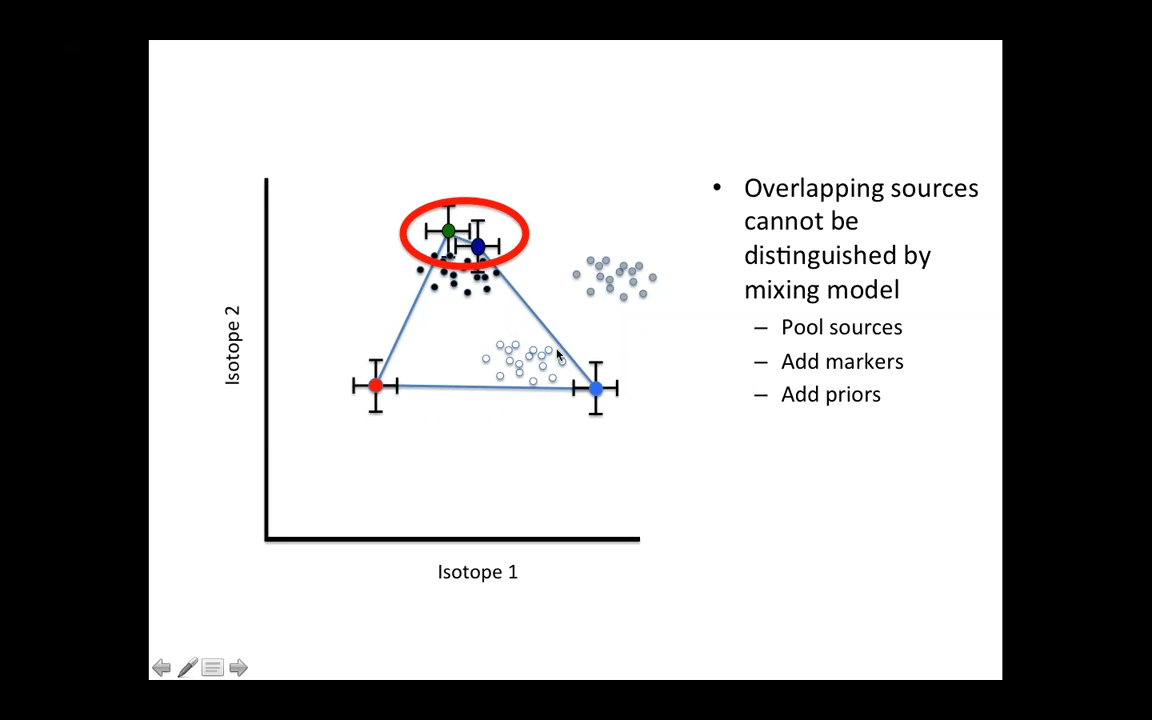 Isotope 2
Isotope 1
• Overlapping sources
cannot be
distinguished by
mixing model
– Pool sources
– Add markers
– Add priors